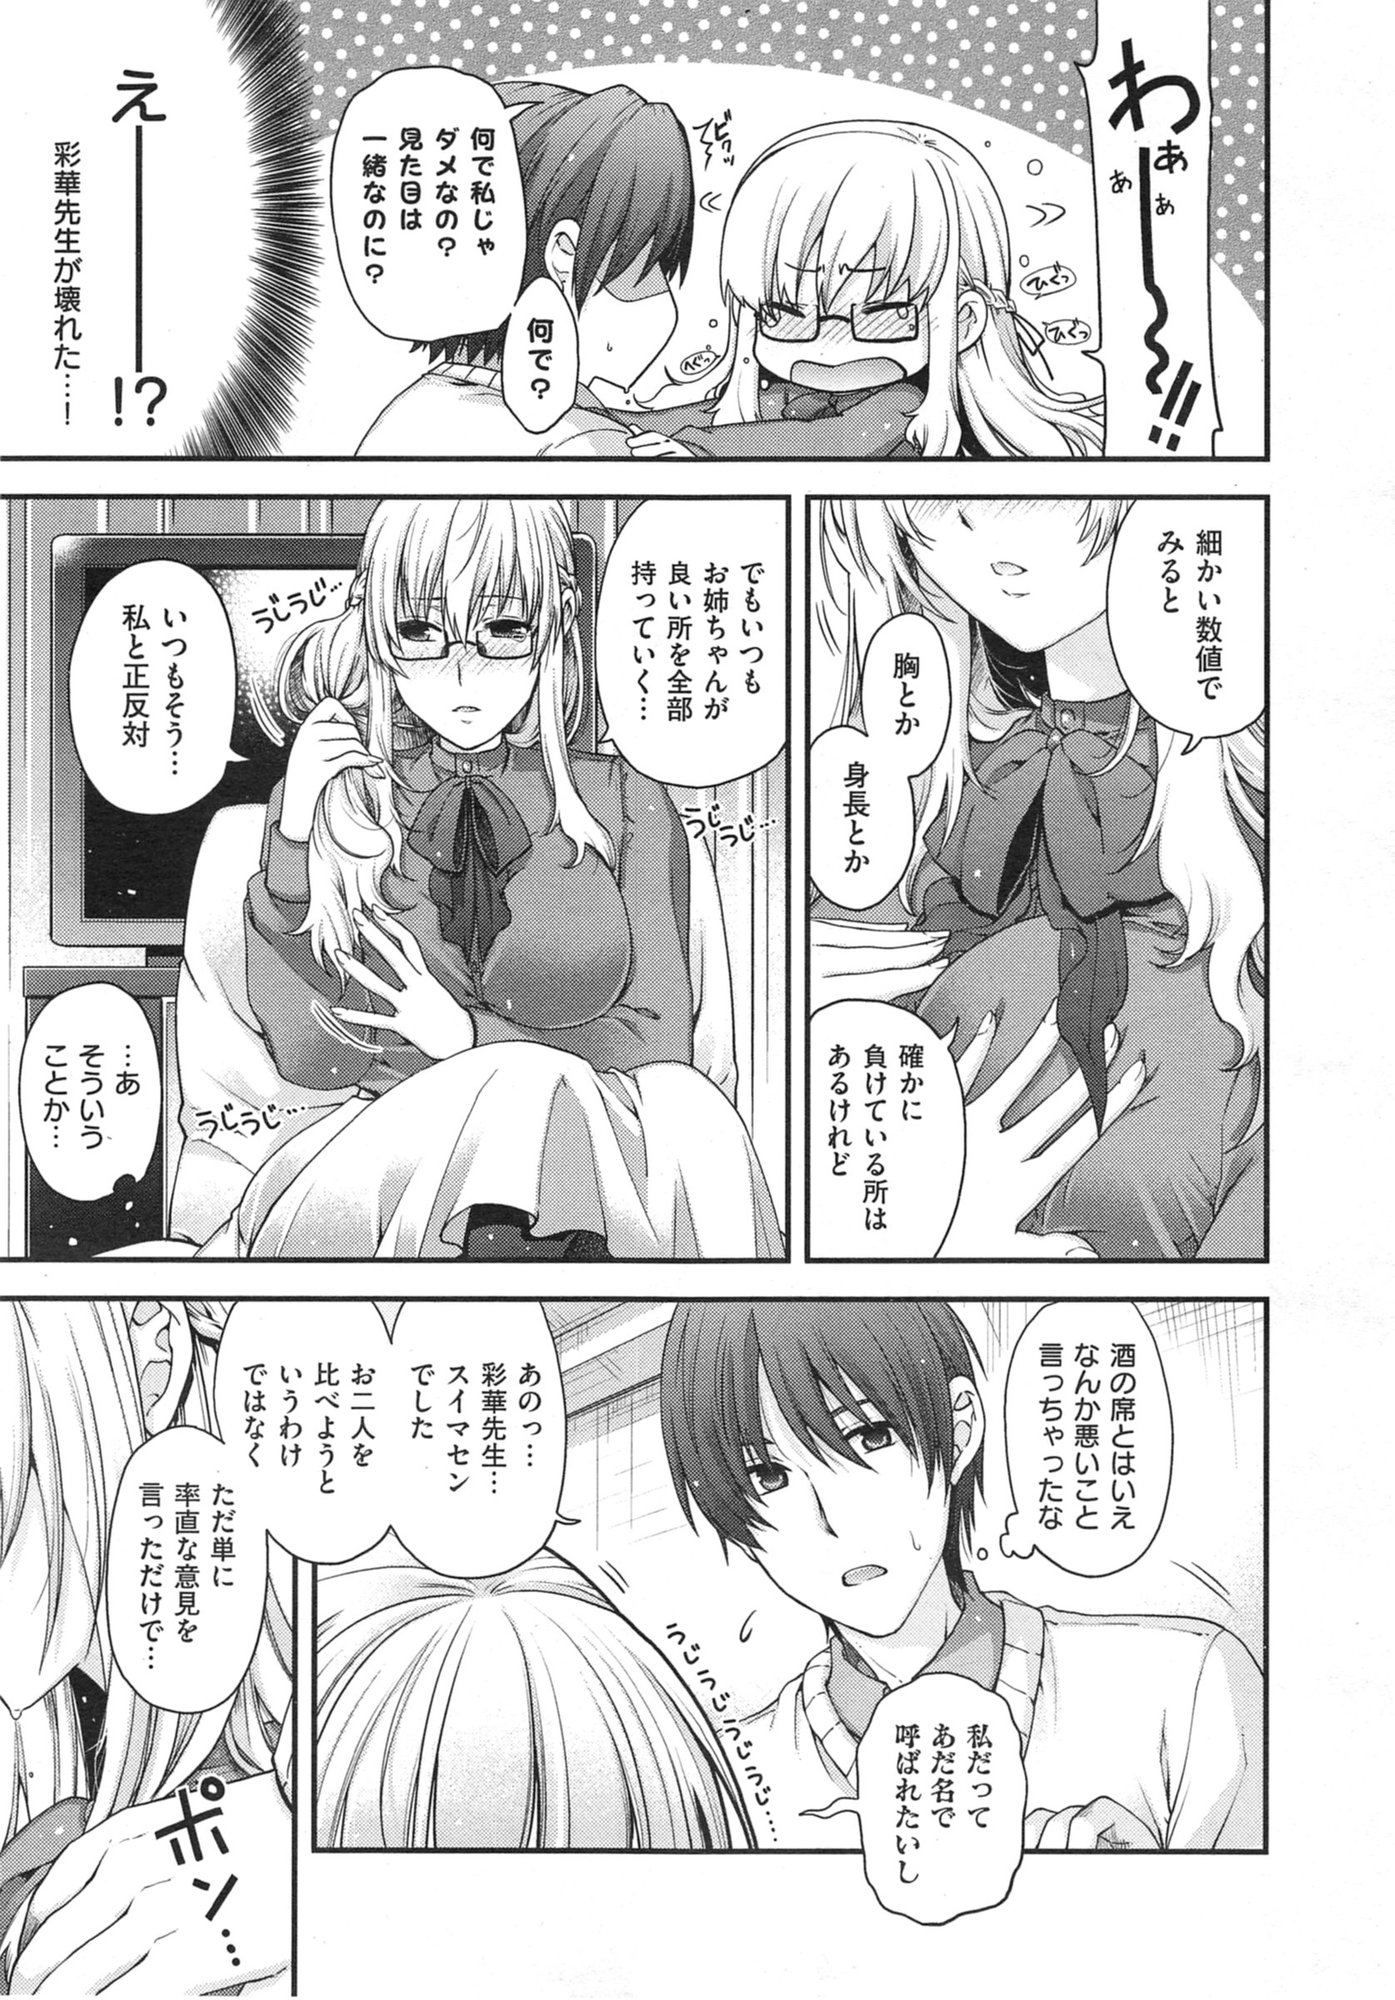 わ
ぁ
ぁ
ぁ
ぁ
〜〜!!
ビクッ
ひぐっ
ひぐっ
へぐっ
何で私じゃ
ダメなの?
見た目は
一緒なのに?
何で?
えーーー!?
彩華先生が壊れた…!
細かい数値で
みると
胸とか
身長とか
確かに
負けている所は
あるけれど
でもいつも
お姉ちゃんが
良い所を全部
持っていく…
うじうじ…
うじうじ…
いつもそう…
私と正反対
うじうじ…
…あ
そういう
ことか…
酒の席とはいえ
なんか悪いこと
言っちゃったな
私だって
あだ名で
呼ばれたいし
うじうじうじうじ…
あのっ…
彩華先生…
スイマセン
でした
お二人を
比べようと
いうわけ
ではなく
ただ単に
率直な意見を
言っただけで…
ポン…